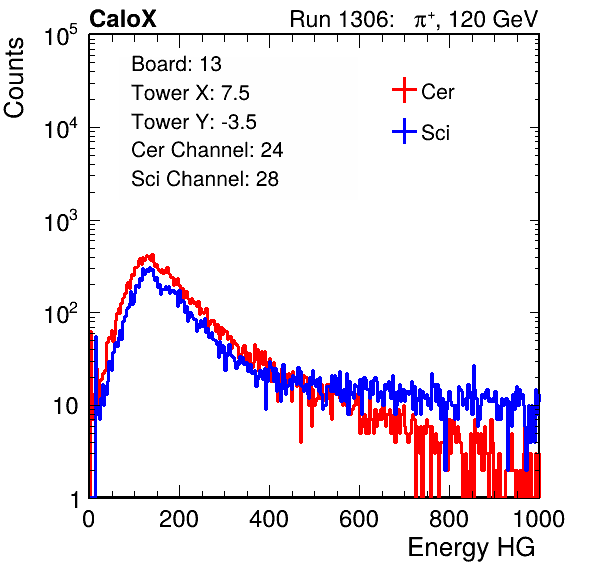 CaloX Run 1306: π⁺, 120 GeV
Counts
10⁵
10⁴
10³
10²
10
1
Board: 13
Tower X: 7.5
Tower Y: -3.5
Cer Channel: 24
Sci Channel: 28
Cer
Sci
0 200 400 600 800 1000
Energy HG